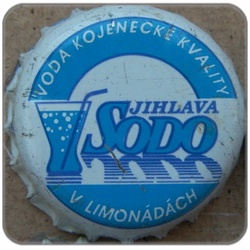 VODA KOJENECKÉ KVALITY
JIHLAVA
SODO
V LIMONÁDÁCH